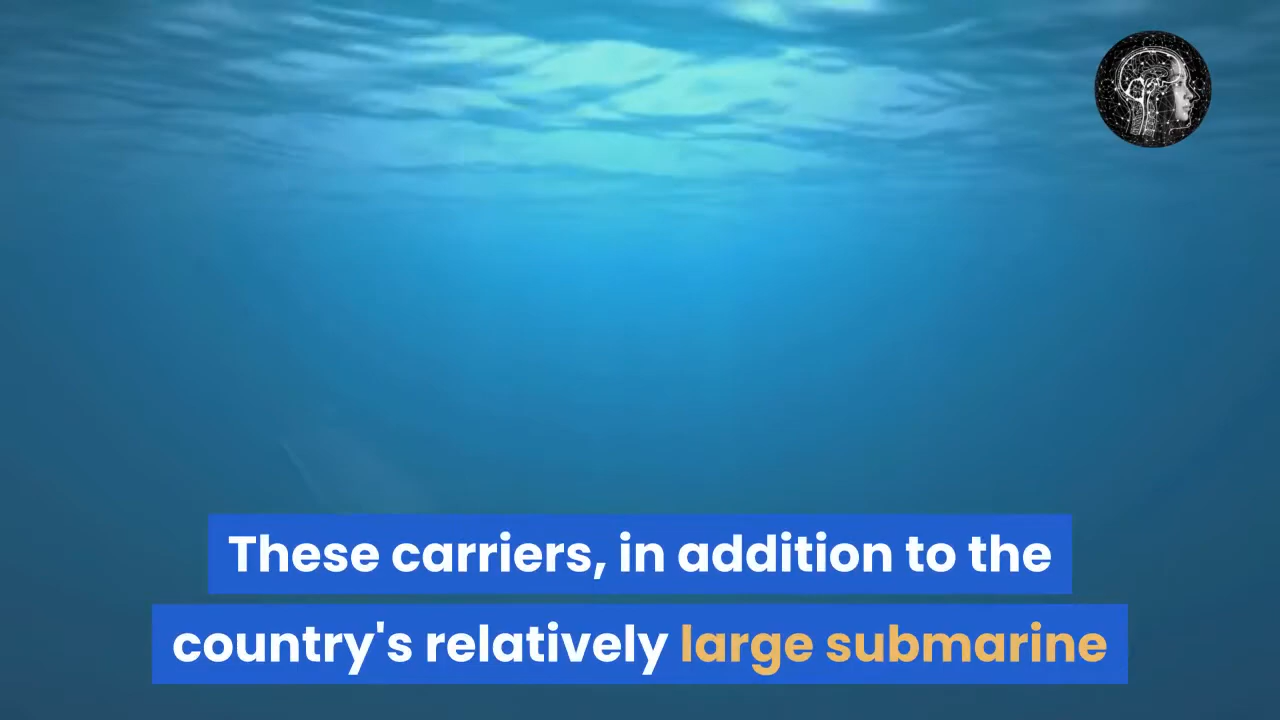 These carriers, in addition to the
country's relatively large submarine